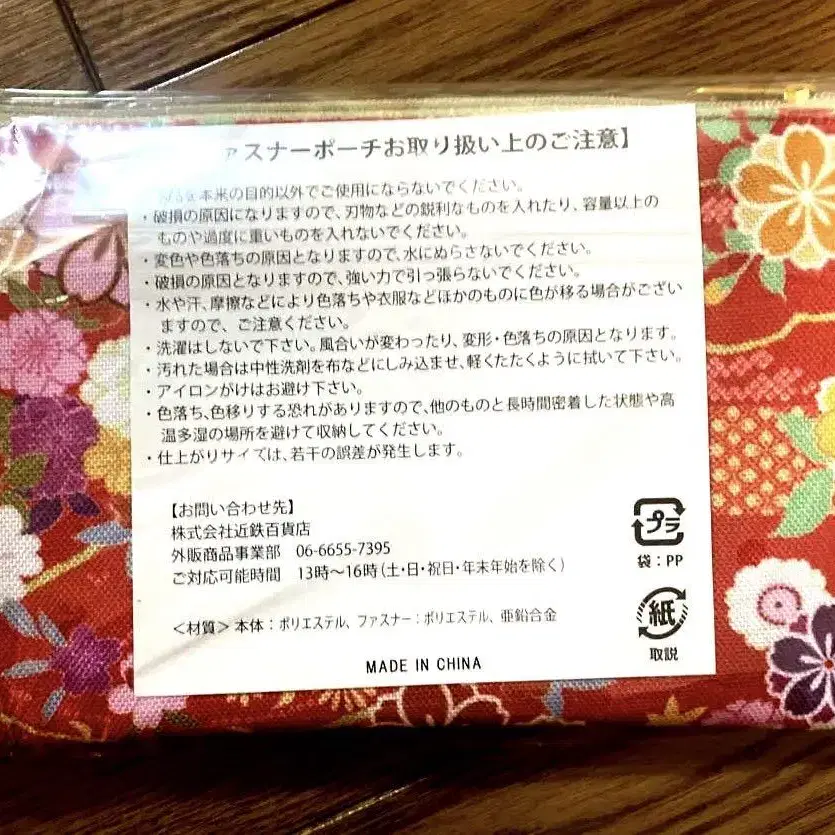 ァスナーポーチお取り扱い上のご注意】
本来の目的以外でご使用にならないでください。
・破損の原因になりますので、刃物などの鋭利なものを入れたり、容量以上の
ものや過度に重いものを入れないでください。
・変色や色落ちの原因となりますので、水にぬらさないでください。
・破損の原因となりますので、強い力で引っ張らないでください。
・水や汗、摩擦などにより色落ちや衣服などほかのものに色が移る場合がござい
ますので、ご注意ください。
・洗濯はしないで下さい。風合いが変わったり、変形・色落ちの原因となります。
・汚れた場合は中性洗剤を布などにしみ込ませ、軽くたたくように拭いて下さい。
・アイロンがけはお避け下さい。
・色落ち、色移りする恐れがありますので、他のものと長時間密着した状態や高
温多湿の場所を避けて収納してください。
・仕上がりサイズは、若干の誤差が発生します。
【お問い合わせ先】
株式会社近鉄百貨店
外販商品事業部 06-6655-7395
ご対応可能時間 13時～16時（土・日・祝日・年末年始を除く）
＜材質＞本体：ポリエステル、ファスナー：ポリエステル、亜鉛合金
MADE IN CHINA
プラ
袋：PP
紙
取説